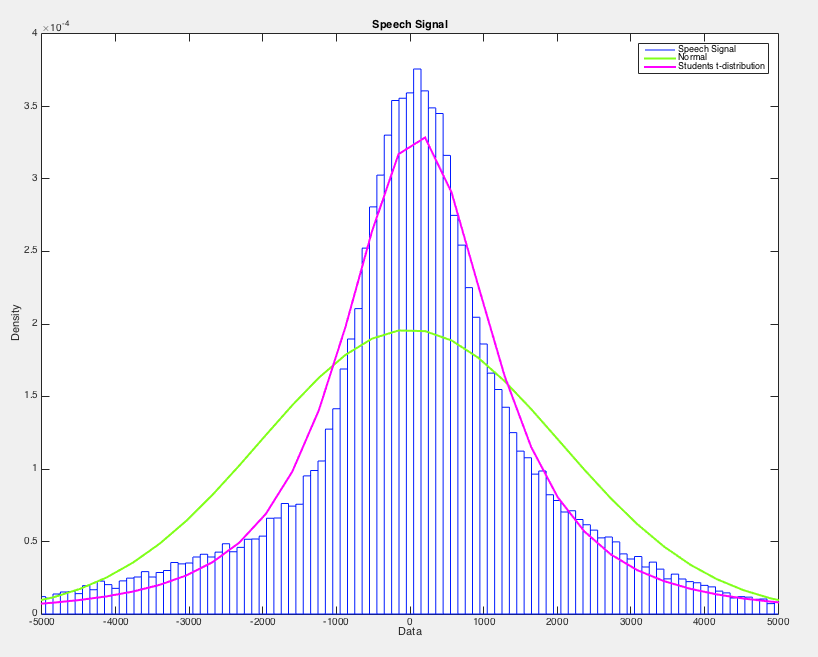 Speech Signal
×10-4
Speech Signal
Normal
Students t-distribution
4
3.5
3
2.5
2
1.5
1
0.5
0
Density
-5000 -4000 -3000 -2000 -1000 0 1000 2000 3000 4000 5000
Data